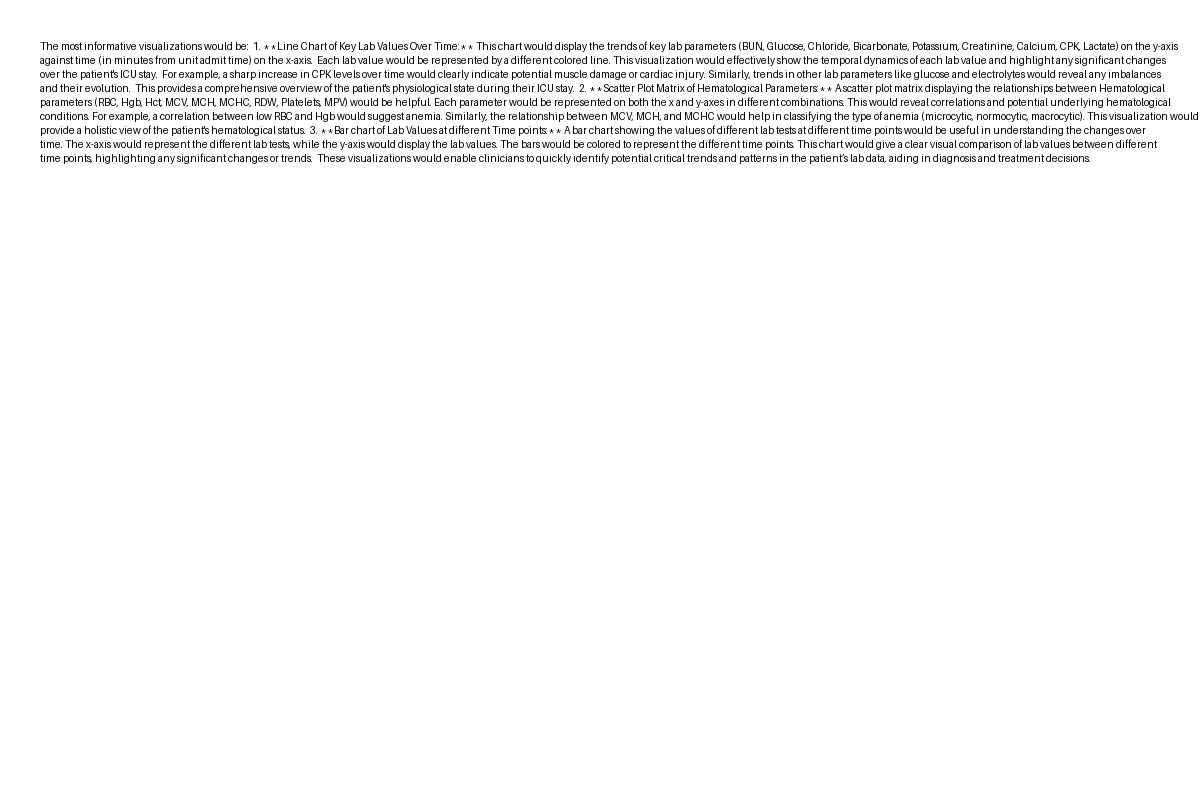 The most informative visualizations would be:  1. **Line Chart of Key Lab Values Over Time:** This chart would display the trends of key lab parameters (BUN, Glucose, Chloride, Bicarbonate, Potassium, Creatinine, Calcium, CPK, Lactate) on the y-axis
against time (in minutes from unit admit time) on the x-axis.  Each lab value would be represented by a different colored line. This visualization would effectively show the temporal dynamics of each lab value and highlight any significant changes
over the patient's ICU stay.  For example, a sharp increase in CPK levels over time would clearly indicate potential muscle damage or cardiac injury. Similarly, trends in other lab parameters like glucose and electrolytes would reveal any imbalances
and their evolution.  This provides a comprehensive overview of the patient's physiological state during their ICU stay.  2. **Scatter Plot Matrix of Hematological Parameters:** A scatter plot matrix displaying the relationships between Hematological
parameters (RBC, Hgb, Hct, MCV, MCH, MCHC, RDW, Platelets, MPV) would be helpful. Each parameter would be represented on both the x and y-axes in different combinations. This would reveal correlations and potential underlying hematological
conditions. For example, a correlation between low RBC and Hgb would suggest anemia. Similarly, the relationship between MCV, MCH, and MCHC would help in classifying the type of anemia (microcytic, normocytic, macrocytic). This visualization would
provide a holistic view of the patient's hematological status.  3. **Bar chart of Lab Values at different Time points:** A bar chart showing the values of different lab tests at different time points would be useful in understanding the changes over
time. The x-axis would represent the different lab tests, while the y-axis would display the lab values. The bars would be colored to represent the different time points. This chart would give a clear visual comparison of lab values between different
time points, highlighting any significant changes or trends.  These visualizations would enable clinicians to quickly identify potential critical trends and patterns in the patient's lab data, aiding in diagnosis and treatment decisions.